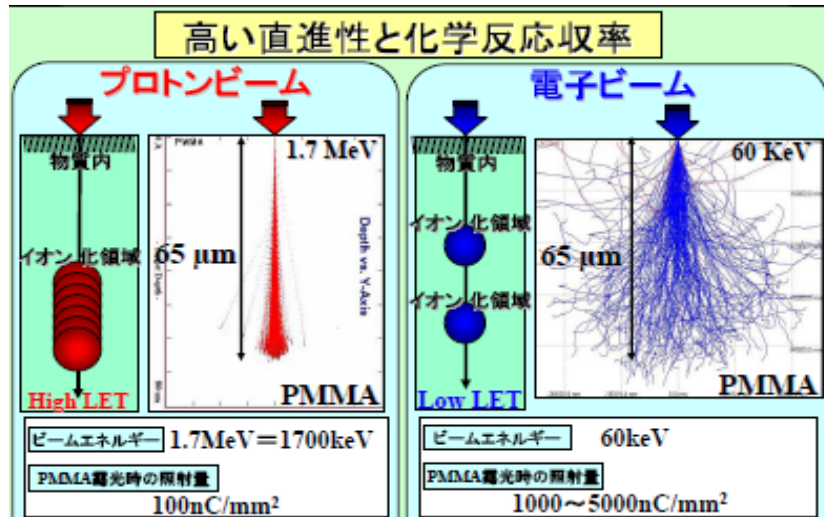 高い直進性と化学反応収率
プロトンビーム
物質内
イオン化領域
High LET
PMMA
1.7 MeV
65 μm
Depth vs. Y-Axis
PMMA
ビームエネルギー 1.7MeV＝1700keV
PMMA露光時の照射量
100nC/mm²
電子ビーム
物質内
イオン化領域
イオン化領域
Low LET
60 KeV
65 μm
PMMA
ビームエネルギー 60keV
PMMA露光時の照射量
1000～5000nC/mm²